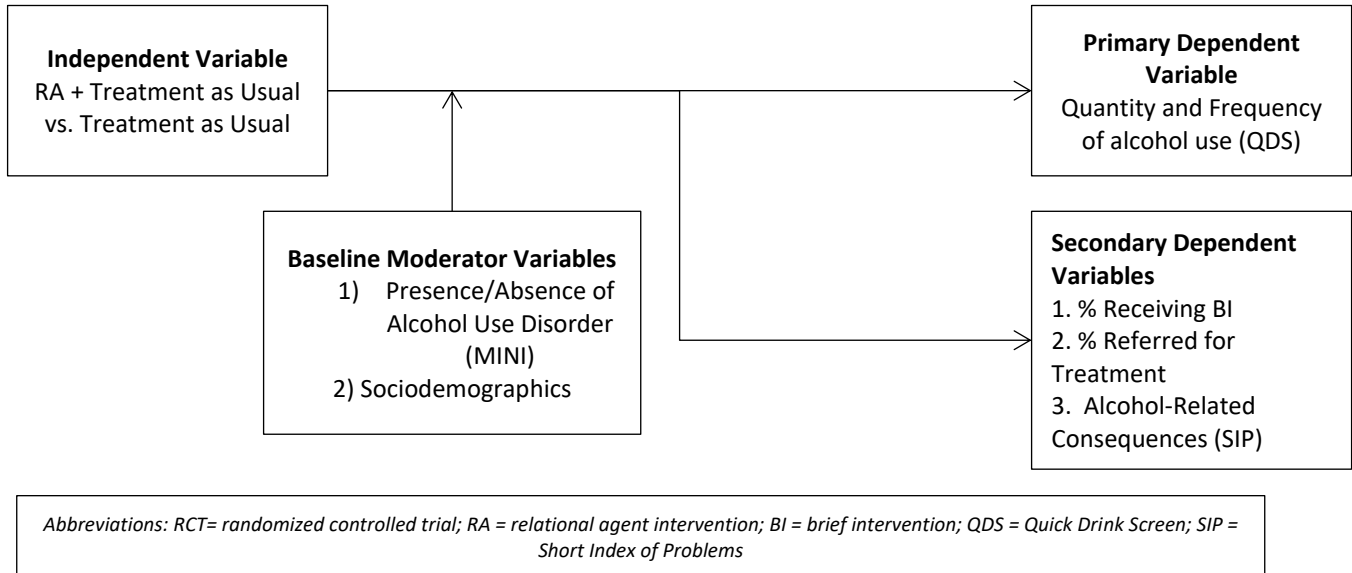 Independent Variable
RA + Treatment as Usual
vs. Treatment as Usual
Primary Dependent
Variable
Quantity and Frequency
of alcohol use (QDS)
Baseline Moderator Variables
1) Presence/Absence of
Alcohol Use Disorder
(MINI)
2) Sociodemographics
Secondary Dependent
Variables
1. % Receiving BI
2. % Referred for
Treatment
3. Alcohol-Related
Consequences (SIP)
Abbreviations: RCT= randomized controlled trial; RA = relational agent intervention; BI = brief intervention; QDS = Quick Drink Screen; SIP =
Short Index of Problems